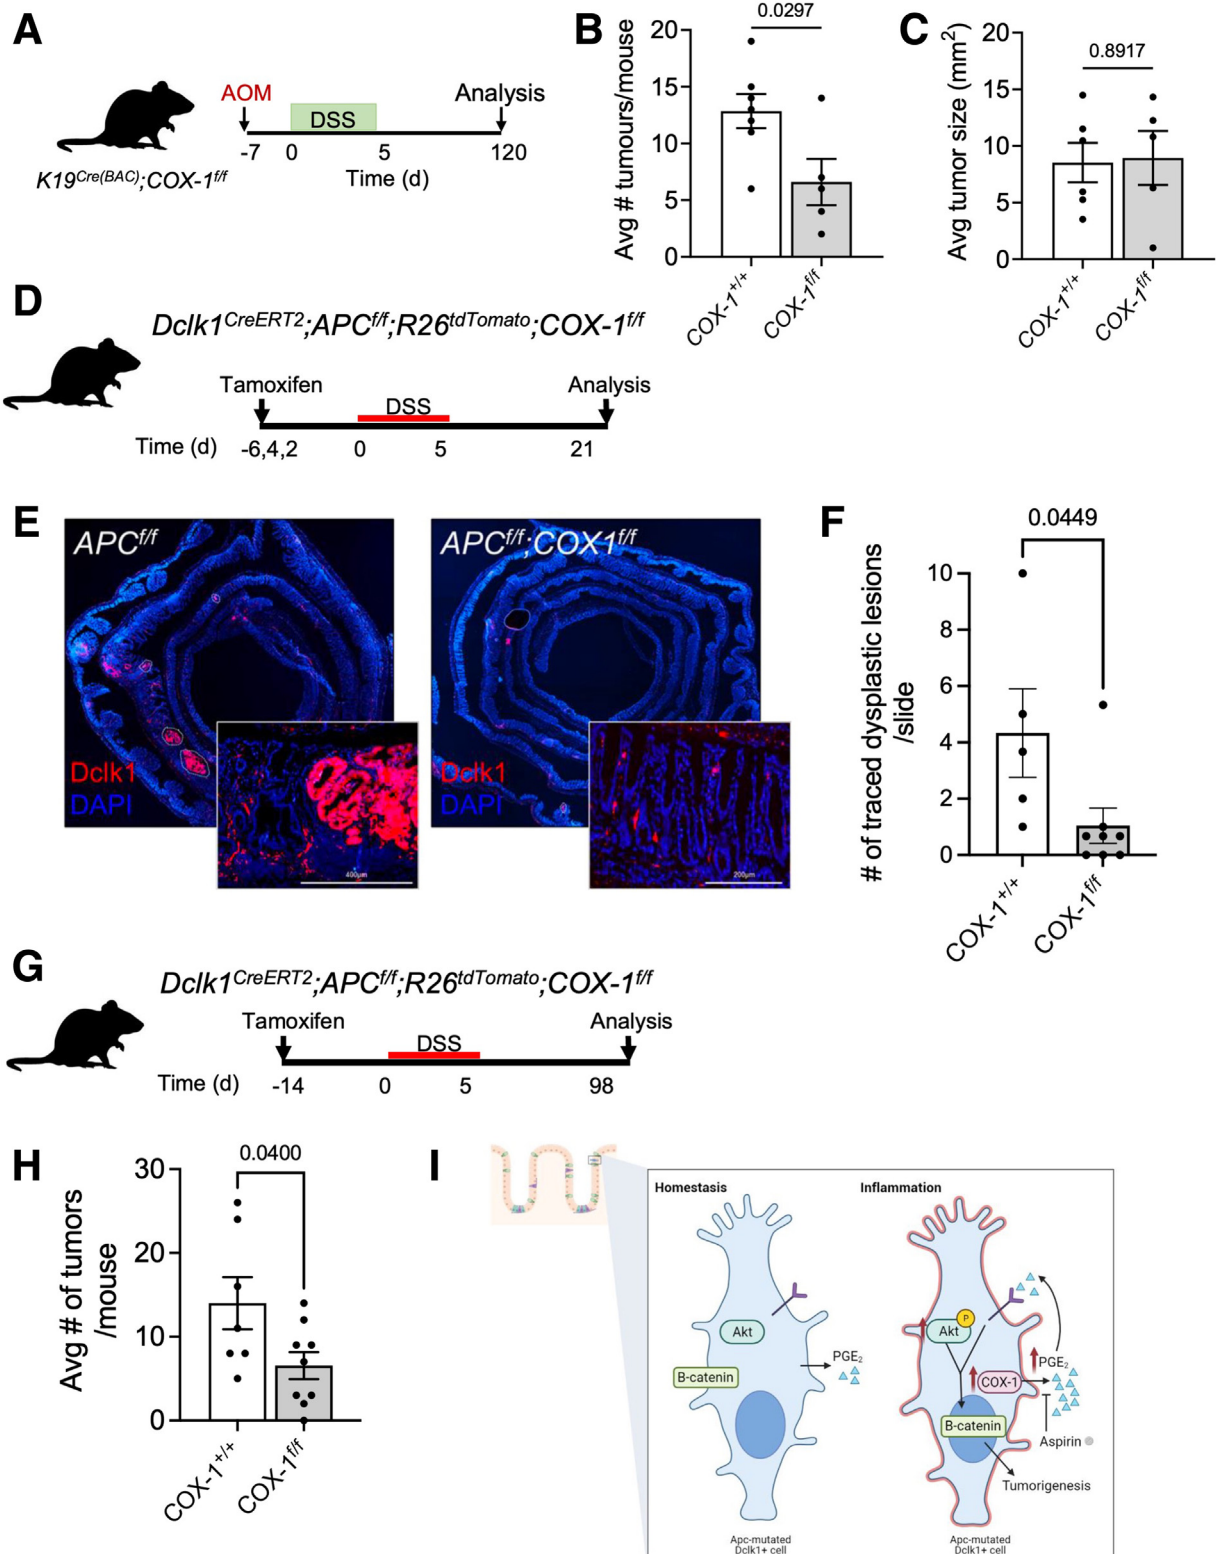 A
AOM
DSS
Analysis
-7 0 5 120
Time (d)
K19Cre(BAC);COX-1f/f
B
Avg # tumours/mouse
0.0297
20
15
10
5
0
COX-1+/+
COX-1f/f
C
Avg tumor size (mm2)
0.8917
20
15
10
5
0
COX-1+/+
COX-1f/f
D
Dclk1CreERT2;APCf/f;R26tdTomato;COX-1f/f
Tamoxifen
DSS
Analysis
Time (d) -6,4,2 0 5 21
E
APCf/f
Dclk1
DAPI
400µm
APCf/f;COX1f/f
Dclk1
DAPI
200µm
F
# of traced dysplastic lesions
/slide
0.0449
10
8
6
4
2
0
COX-1+/+
COX-1f/f
G
Dclk1CreERT2;APCf/f;R26tdTomato;COX-1f/f
Tamoxifen
DSS
Analysis
Time (d) -14 0 5 98
H
Avg # of tumors
/mouse
0.0400
30
20
10
0
COX-1+/+
COX-1f/f
I
Homestasis
Akt
B-catenin
PGE2
Apc-mutated
Dclk1+ cell
Inflammation
P
Akt
COX-1
PGE2
B-catenin
Aspirin
Tumorigenesis
Apc-mutated
Dclk1+ cell